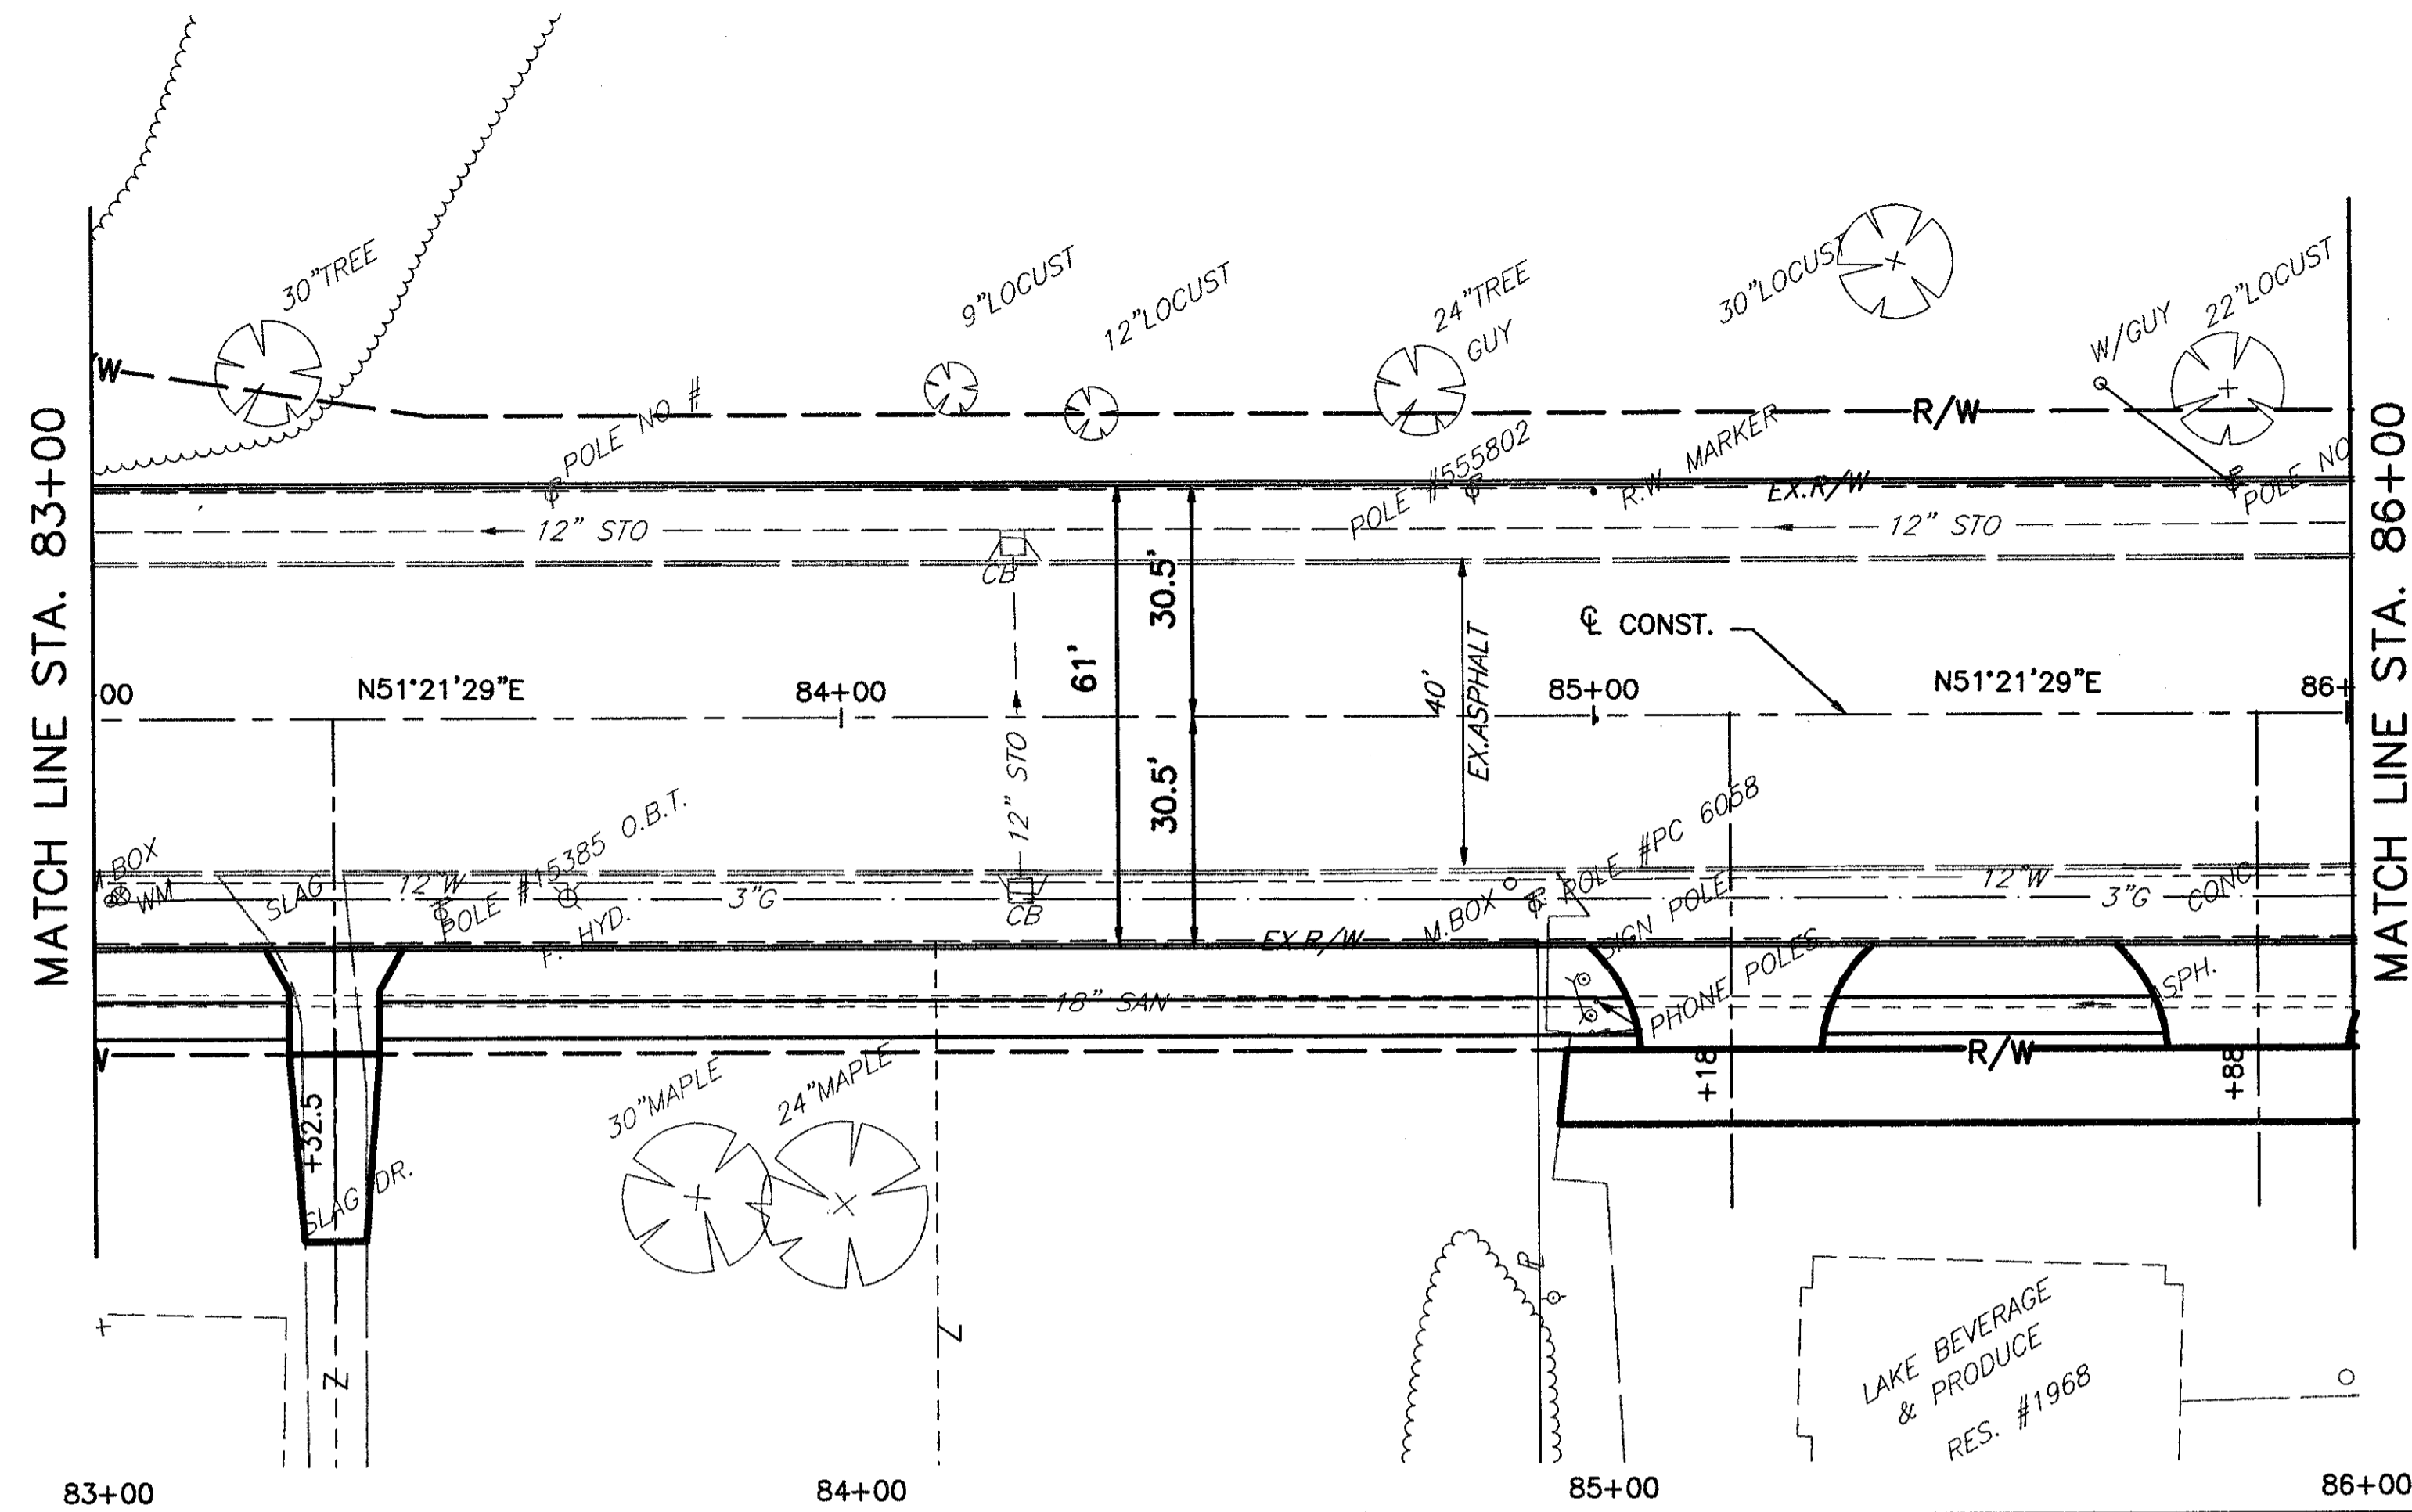 30"TREE
9"LOCUST
12"LOCUST
24"TREE
GUY
30"LOCUST
W/GUY
22"LOCUST
W
R/W
POLE NO #
POLE #555802
R.W. MARKER
EX.R/W
POLE NO
12" STO
12" STO
CB
MATCH LINE STA. 83+00
MATCH LINE STA. 86+00
61'
30.5'
30.5'
40'
EX.ASPHALT
℄ CONST.
00
N51°21'29"E
84+00
85+00
N51°21'29"E
86+
12" STO
BOX
WM
SLAG
12"W
POLE #15385 O.B.T.
F. HYD.
3"G
CB
EX.R/W
M.BOX
POLE #PC 6058
SIGN POLE
PHONE POLES
12"W
3"G
CONC
18" SAN
ASPH.
R/W
+32.5
SLAG DR.
30"MAPLE
24"MAPLE
+18
+88
Z
Z
LAKE BEVERAGE
& PRODUCE
RES. #1968
83+00
84+00
85+00
86+00